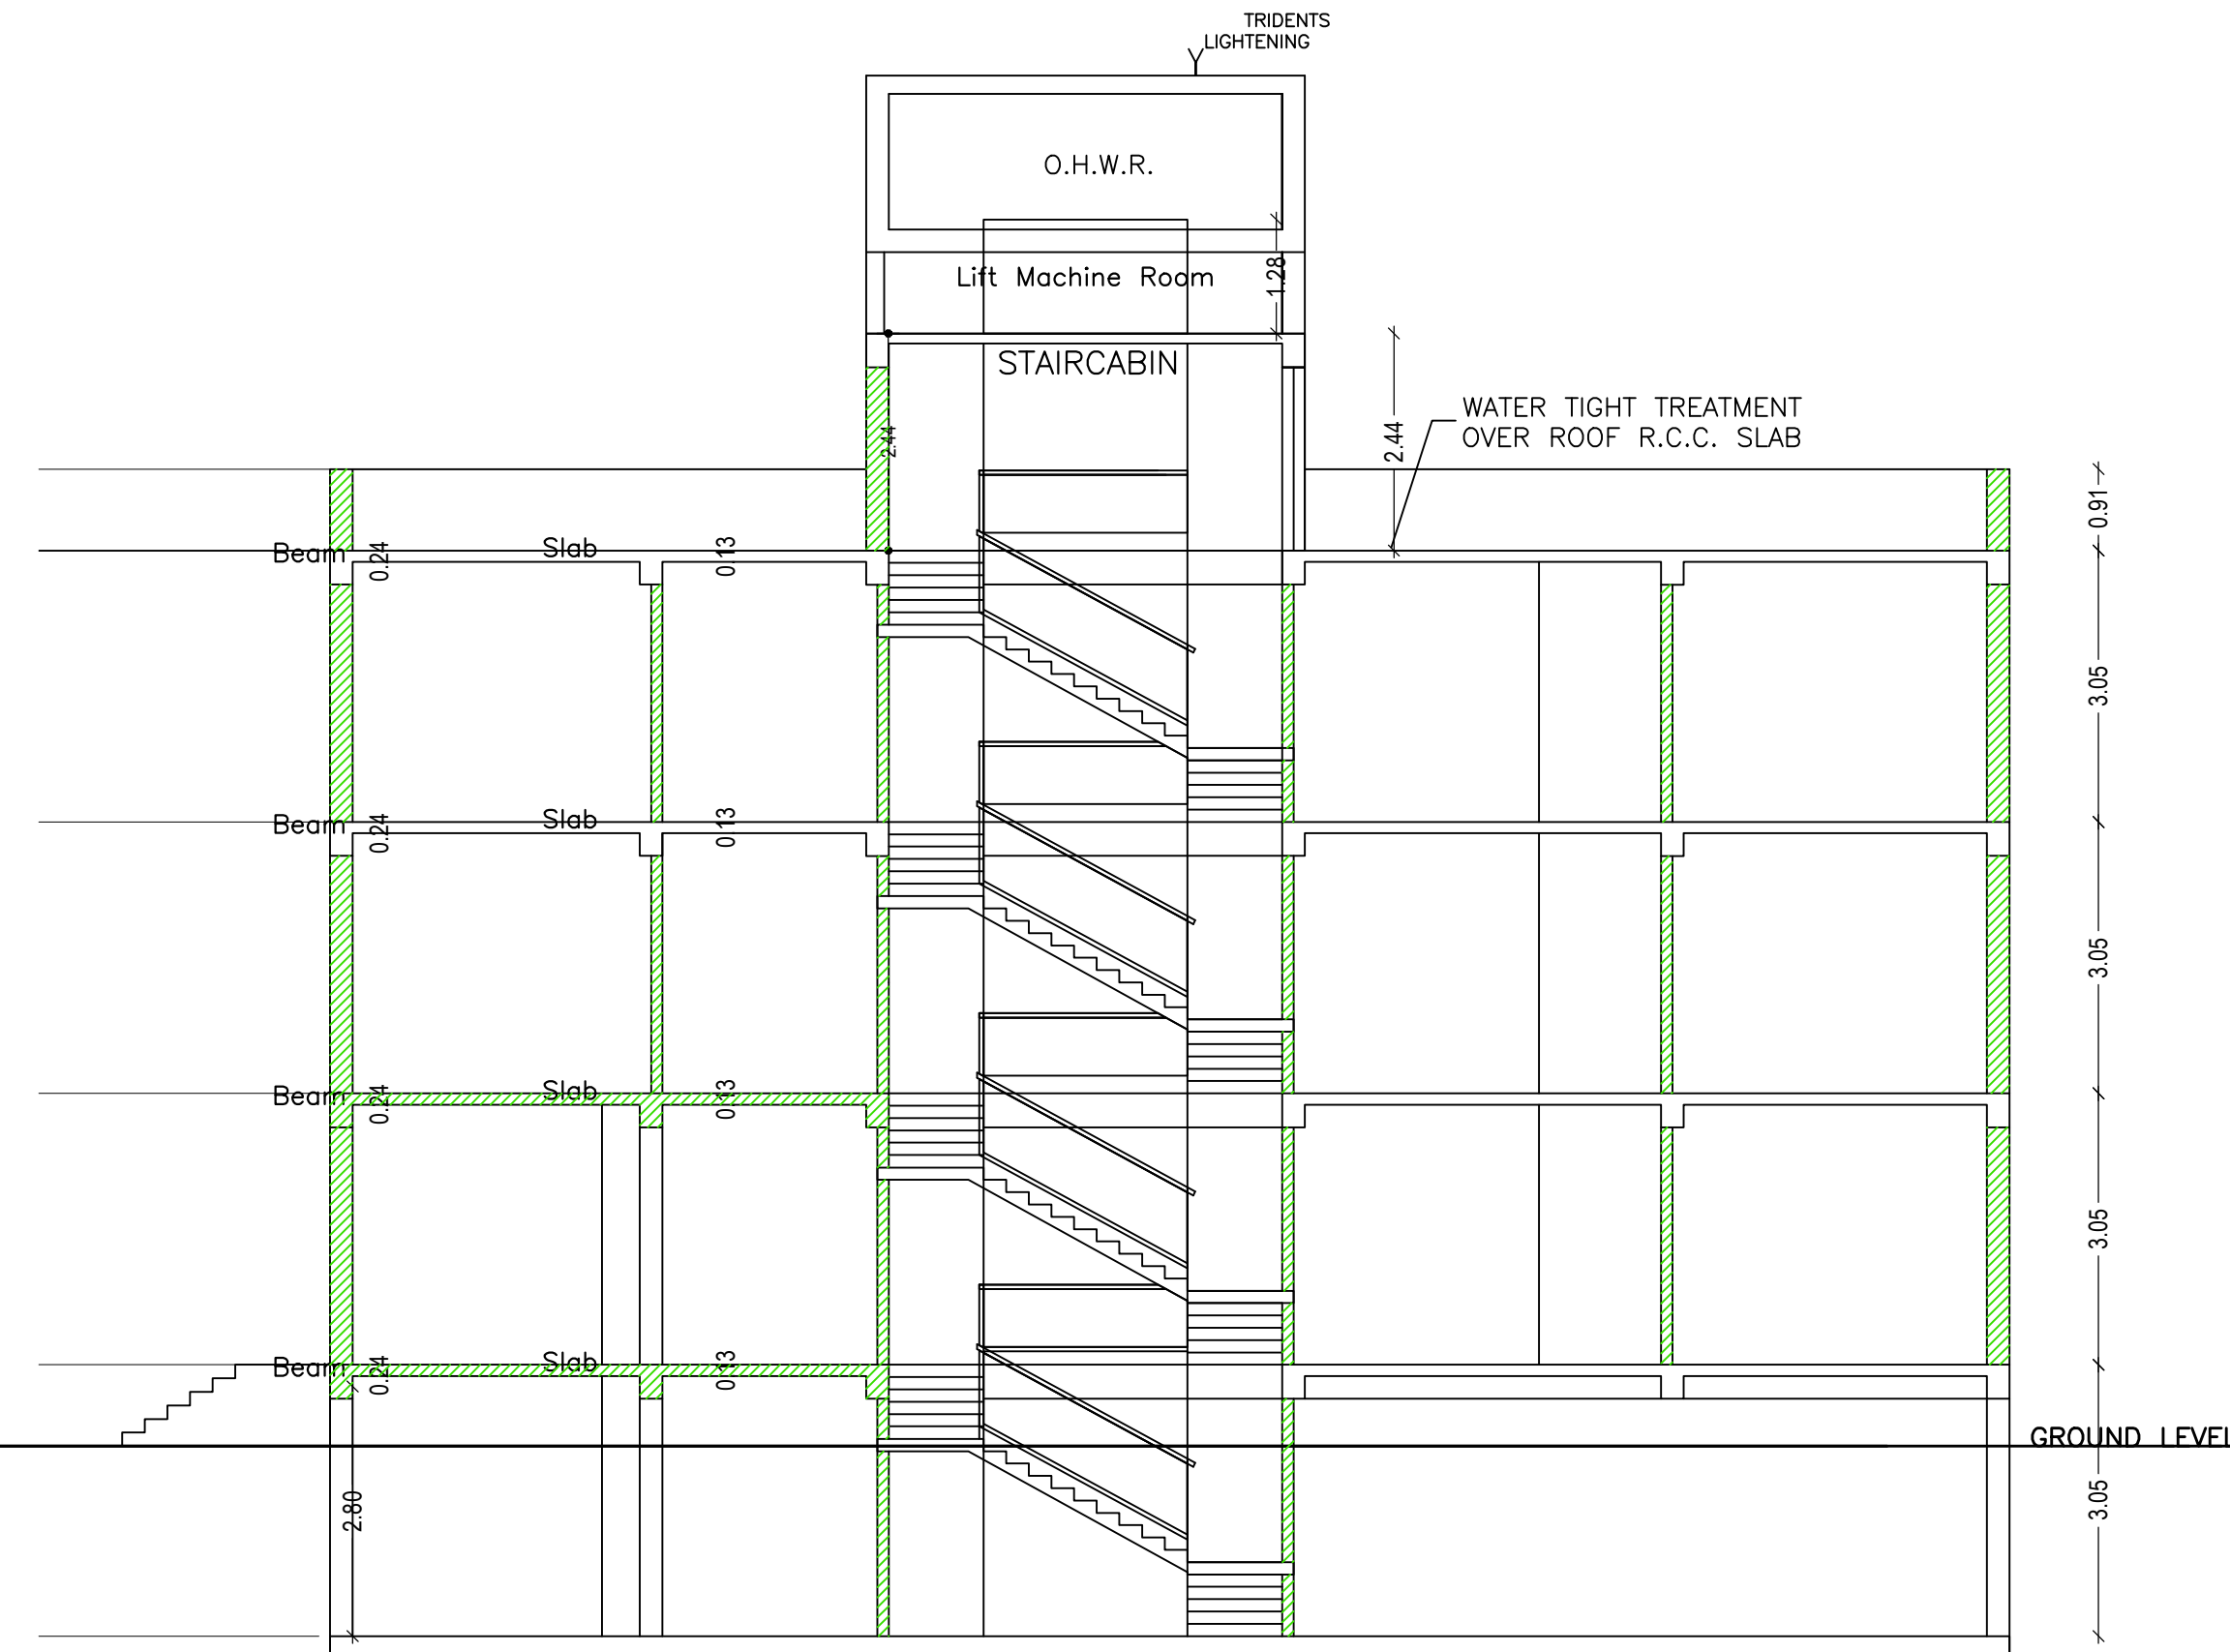 TRIDENTS
LIGHTENING
O.H.W.R.
Lift Machine Room
1.28
STAIRCABIN
2.44
2.44
WATER TIGHT TREATMENT
OVER ROOF R.C.C. SLAB
0.91
Beam
0.24
Slab
0.13
3.05
Beam
0.24
Slab
0.13
3.05
Beam
0.24
Slab
0.13
3.05
Beam
0.24
Slab
0.13
GROUND LEVEL
2.80
3.05